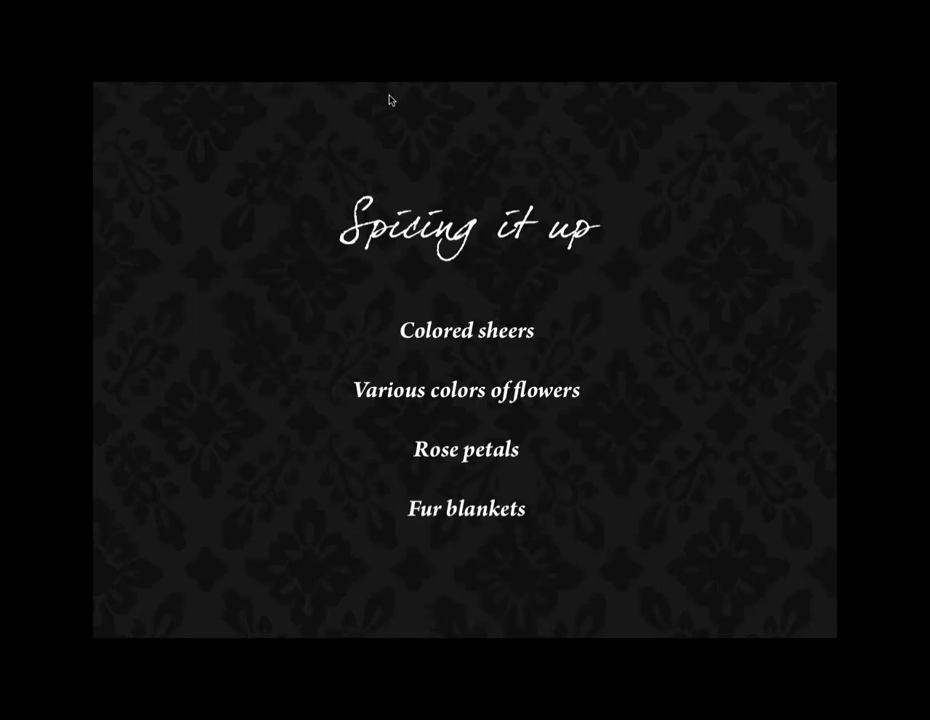 Spicing it up
Colored sheers
Various colors of flowers
Rose petals
Fur blankets